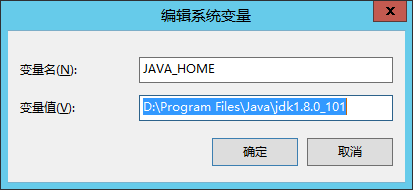 编辑系统变量
x
变量名(N): JAVA_HOME
变量值(V): D:\Program Files\Java\jdk1.8.0_101
确定 取消